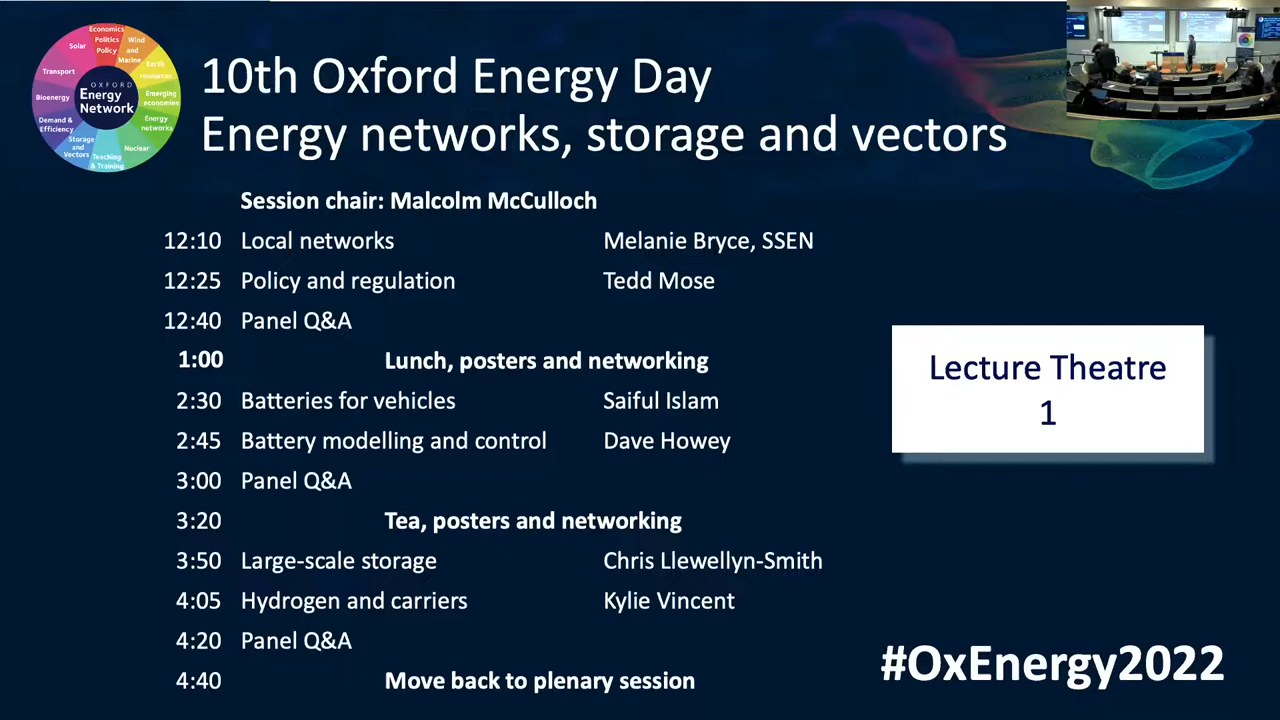 10th Oxford Energy Day
Energy networks, storage and vectors
Economics
Politics
Policy
Wind
and
Marine
Earth
resources
Emerging
economies
Energy
networks
Nuclear
Teaching
& Training
Storage
and
Vectors
Demand &
Efficiency
Bioenergy
Transport
Solar
OXFORD
Energy
Network
Session chair: Malcolm McCulloch
12:10 Local networks Melanie Bryce, SSEN
12:25 Policy and regulation Tedd Mose
12:40 Panel Q&A
1:00 Lunch, posters and networking
2:30 Batteries for vehicles Saiful Islam
2:45 Battery modelling and control Dave Howey
3:00 Panel Q&A
3:20 Tea, posters and networking
3:50 Large-scale storage Chris Llewellyn-Smith
4:05 Hydrogen and carriers Kylie Vincent
4:20 Panel Q&A
4:40 Move back to plenary session
Lecture Theatre
1
#OxEnergy2022